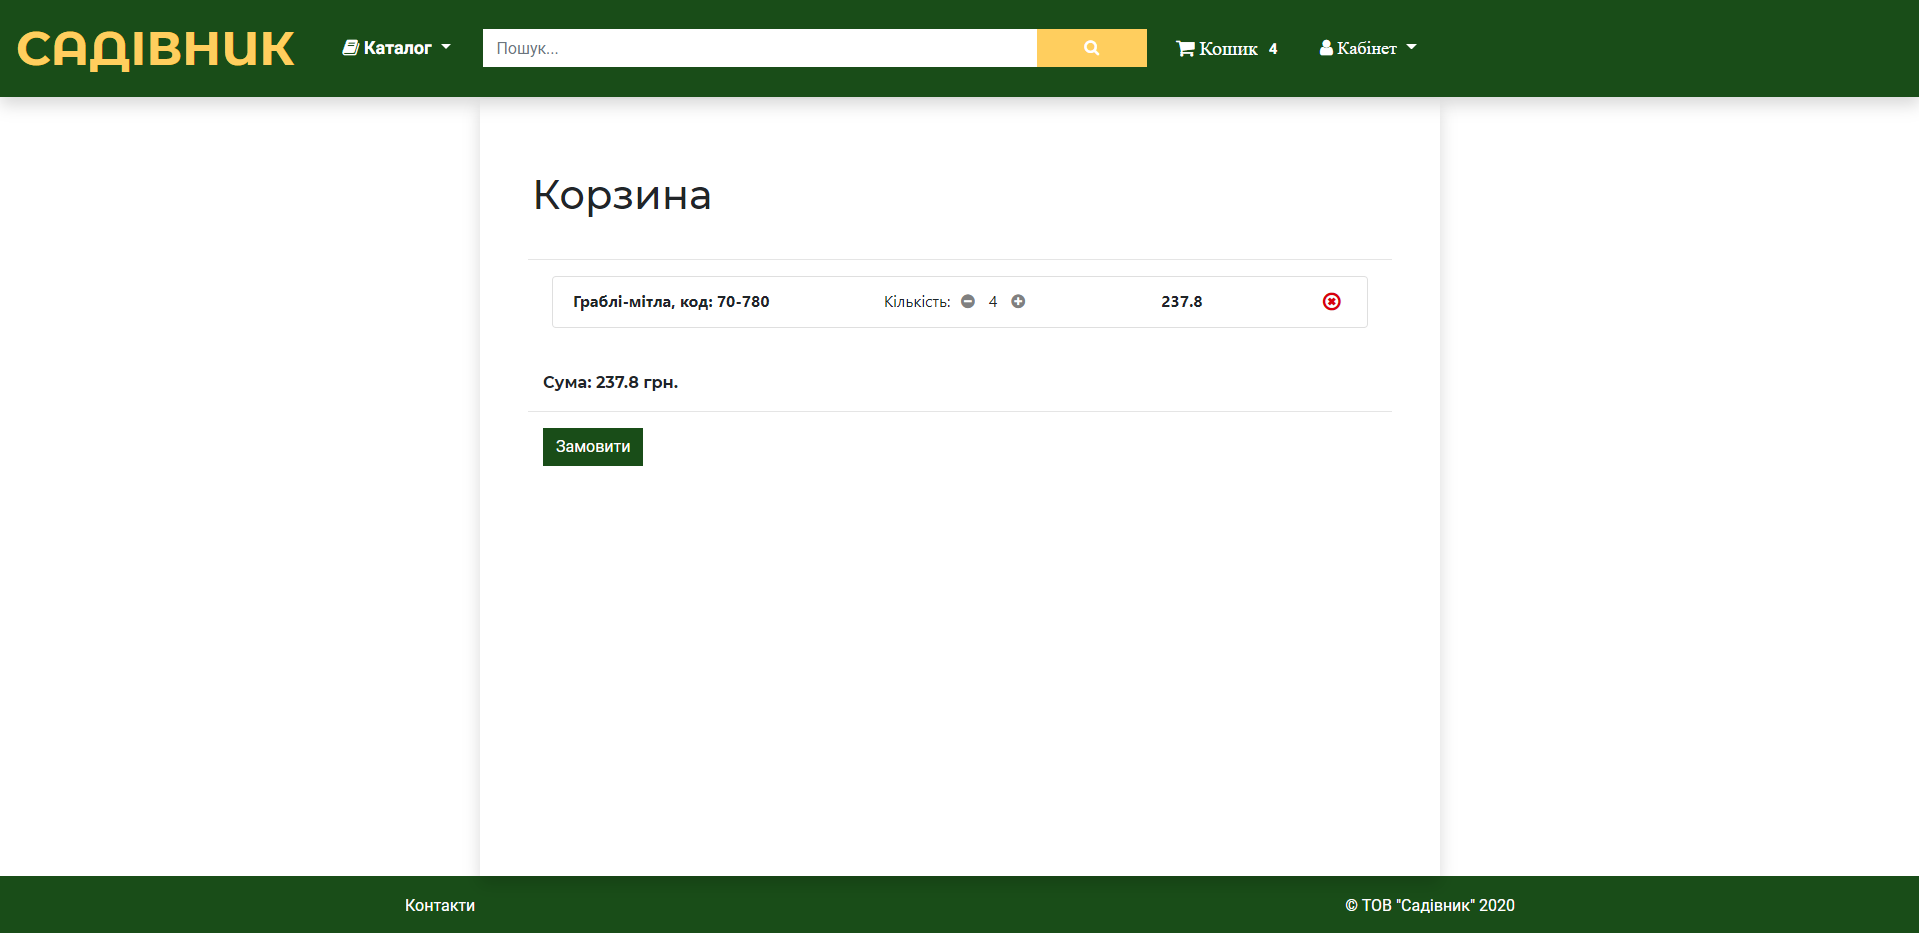 САДІВНИК Каталог Пошук... Кошик 4 Кабінет
Корзина
Граблі-мітла, код: 70-780 Кількість: 4 237.8
Сума: 237.8 грн.
Замовити
Контакти © ТОВ "Садівник" 2020